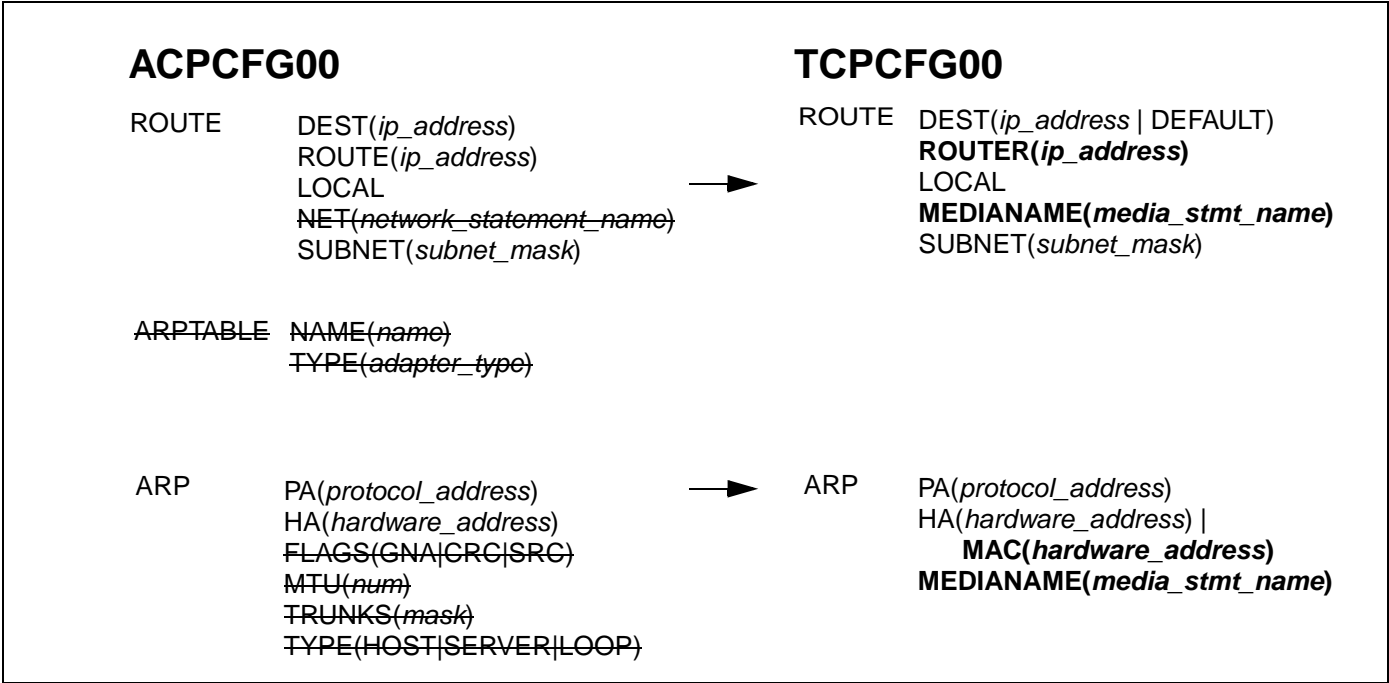 ACPCFG00 TCPCFG00
ROUTE DEST(ip_address) ROUTE DEST(ip_address | DEFAULT)
ROUTE(ip_address) ROUTER(ip_address)
LOCAL LOCAL
NET(network_statement_name) MEDIANAME(media_stmt_name)
SUBNET(subnet_mask) SUBNET(subnet_mask)
ARPTABLE NAME(name)
TYPE(adapter_type)
ARP PA(protocol_address) ARP PA(protocol_address)
HA(hardware_address) HA(hardware_address) |
FLAGS(GNA|CRC|SRC) MAC(hardware_address)
MTU(num) MEDIANAME(media_stmt_name)
TRUNKS(mask)
TYPE(HOST|SERVER|LOOP)